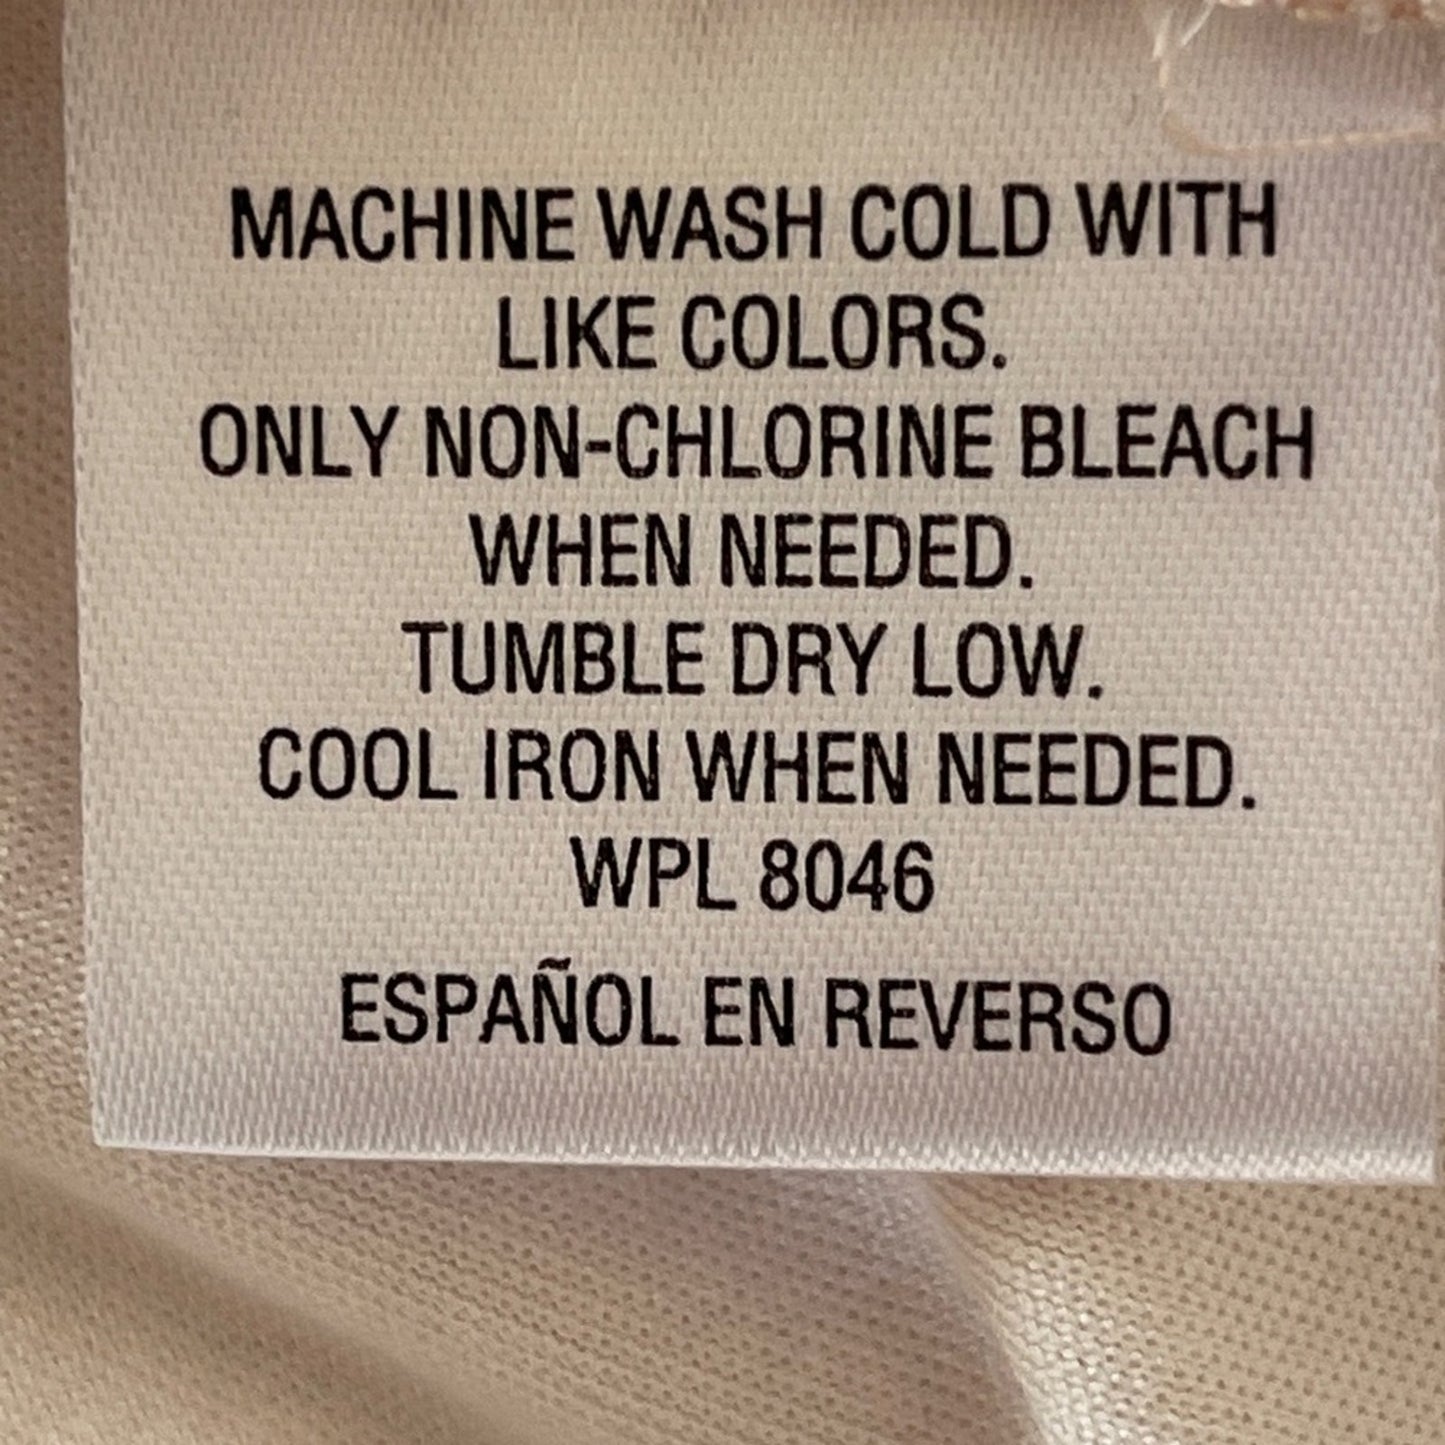 MACHINE WASH COLD WITH
LIKE COLORS.
ONLY NON-CHLORINE BLEACH
WHEN NEEDED.
TUMBLE DRY LOW.
COOL IRON WHEN NEEDED.
WPL 8046
ESPAÑOL EN REVERSO